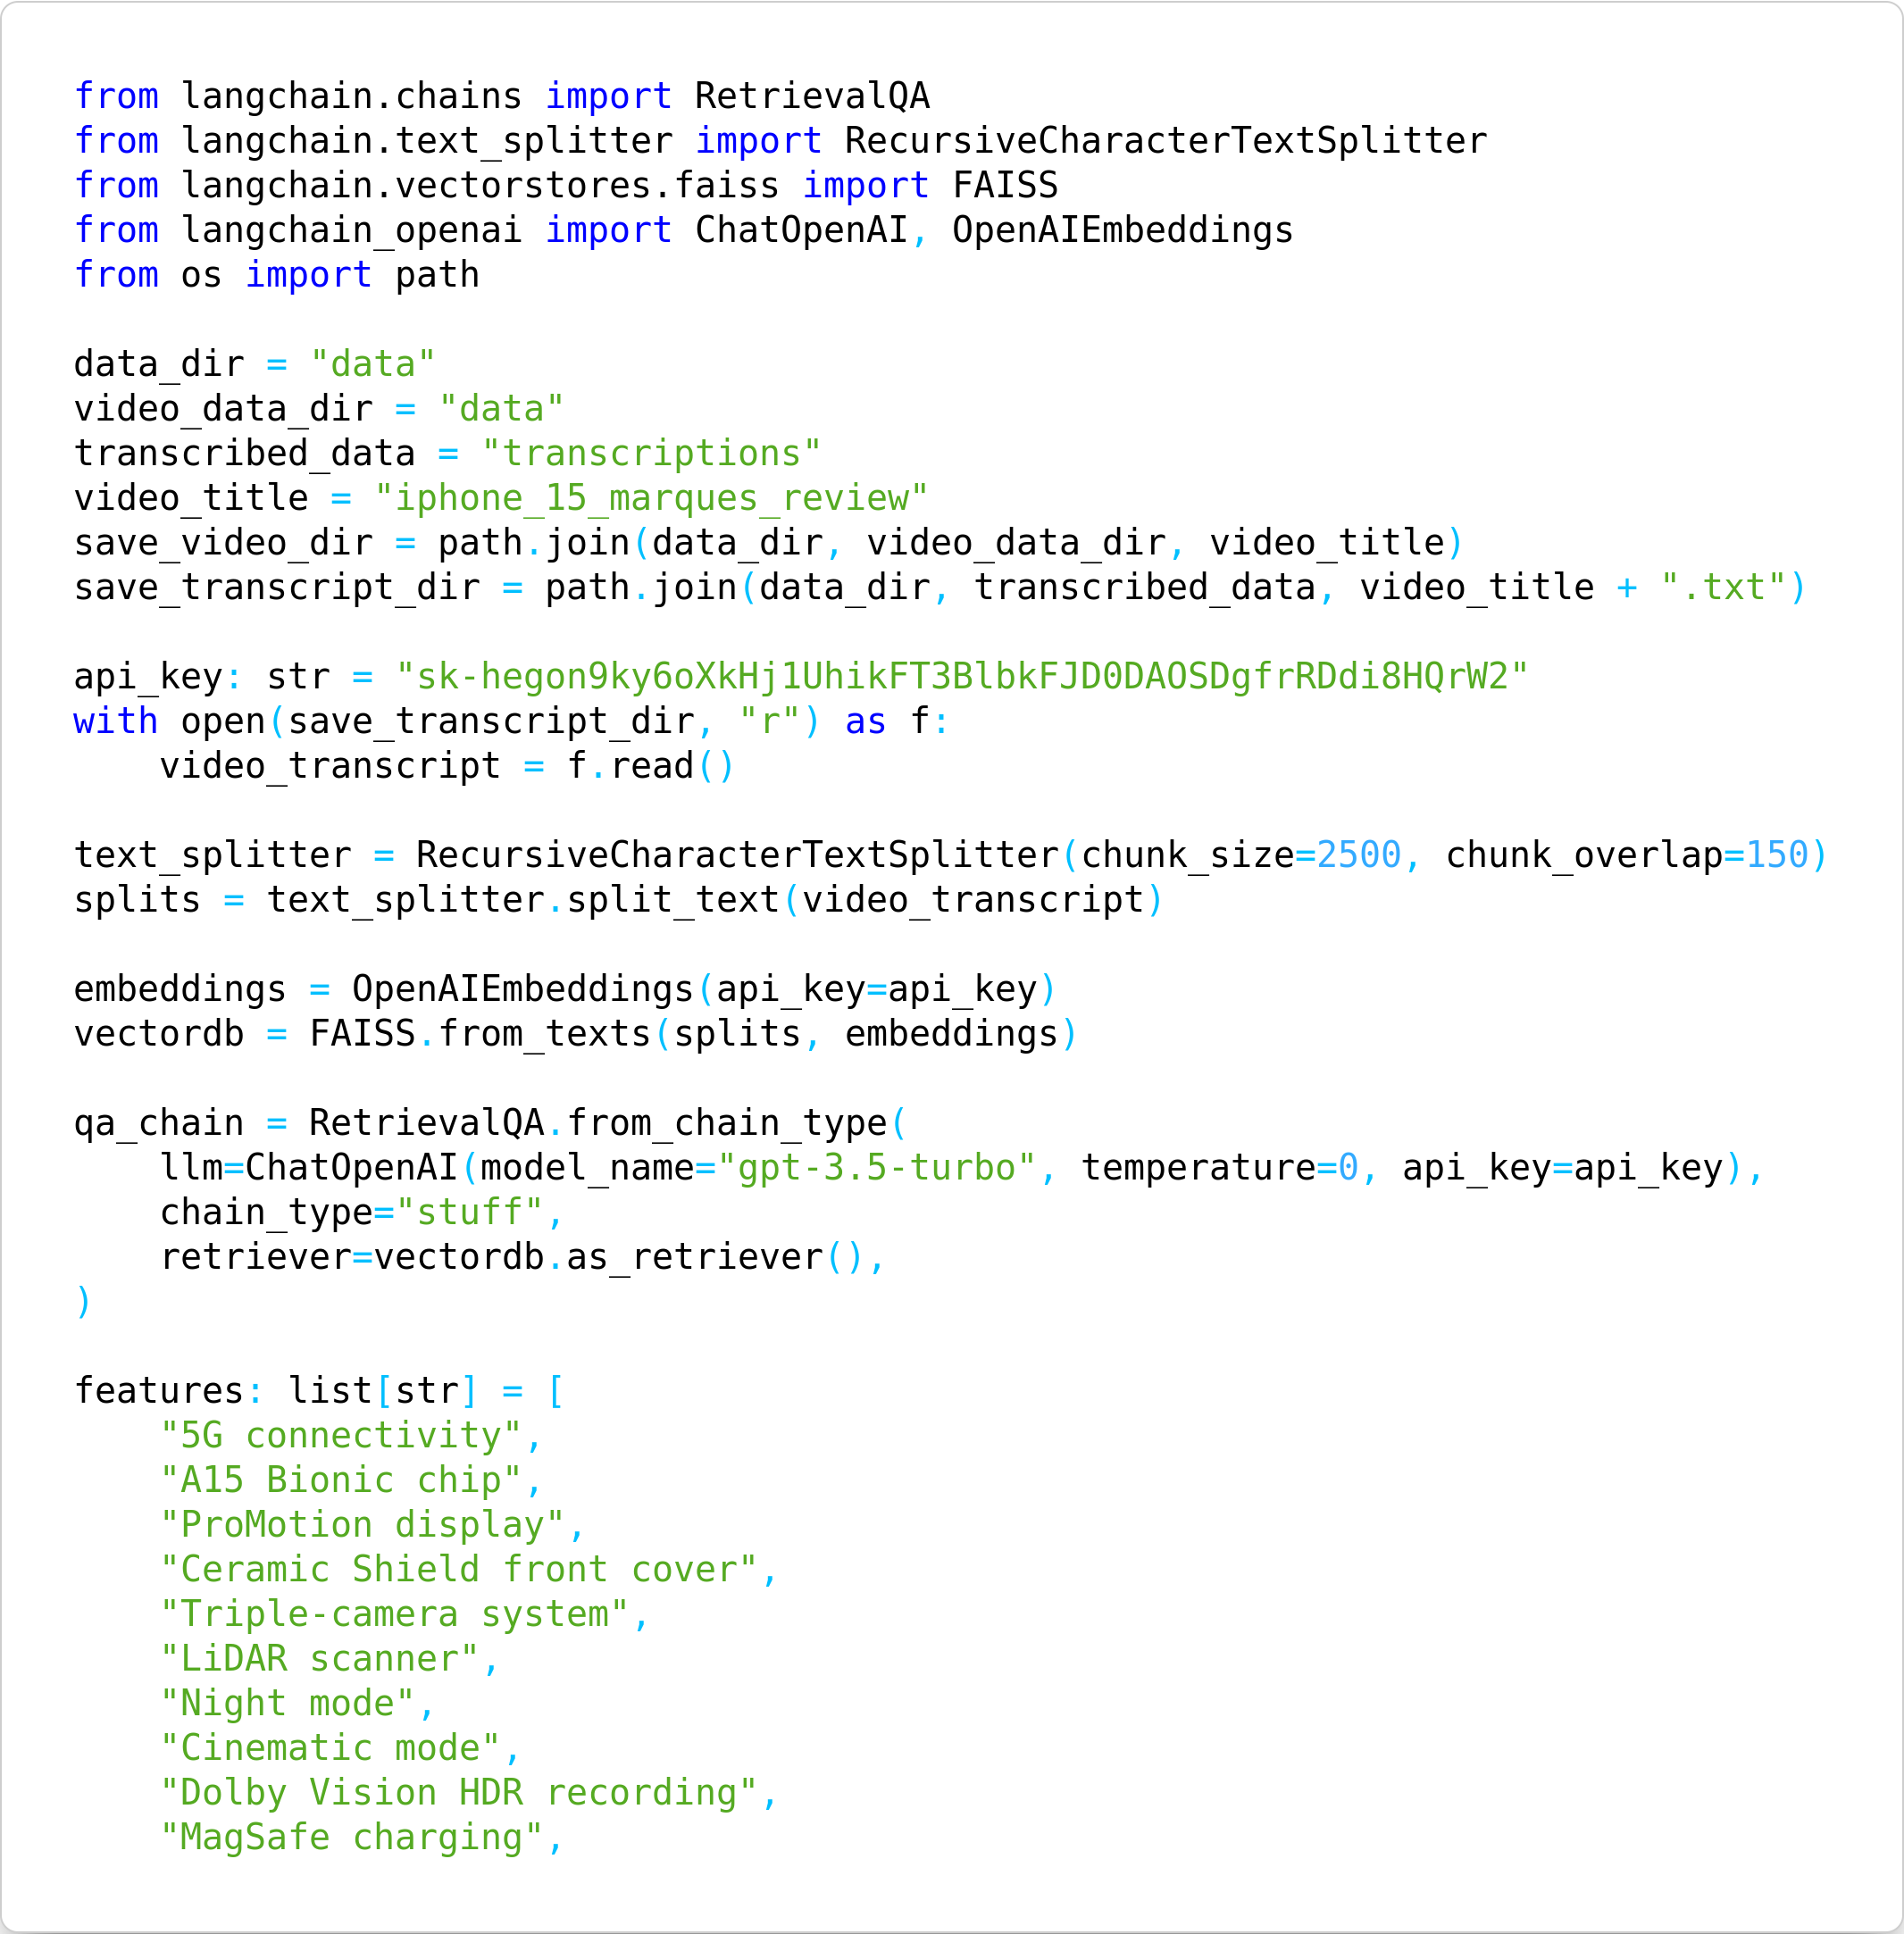 from langchain.chains import RetrievalQA
from langchain.text_splitter import RecursiveCharacterTextSplitter
from langchain.vectorstores.faiss import FAISS
from langchain_openai import ChatOpenAI, OpenAIEmbeddings
from os import path

data_dir = "data"
video_data_dir = "data"
transcribed_data = "transcriptions"
video_title = "iphone_15_marques_review"
save_video_dir = path.join(data_dir, video_data_dir, video_title)
save_transcript_dir = path.join(data_dir, transcribed_data, video_title + ".txt")

api_key: str = "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"
with open(save_transcript_dir, "r") as f:
    video_transcript = f.read()

text_splitter = RecursiveCharacterTextSplitter(chunk_size=2500, chunk_overlap=150)
splits = text_splitter.split_text(video_transcript)

embeddings = OpenAIEmbeddings(api_key=api_key)
vectordb = FAISS.from_texts(splits, embeddings)

qa_chain = RetrievalQA.from_chain_type(
    llm=ChatOpenAI(model_name="gpt-3.5-turbo", temperature=0, api_key=api_key),
    chain_type="stuff",
    retriever=vectordb.as_retriever(),
)

features: list[str] = [
    "5G connectivity",
    "A15 Bionic chip",
    "ProMotion display",
    "Ceramic Shield front cover",
    "Triple-camera system",
    "LiDAR scanner",
    "Night mode",
    "Cinematic mode",
    "Dolby Vision HDR recording",
    "MagSafe charging",